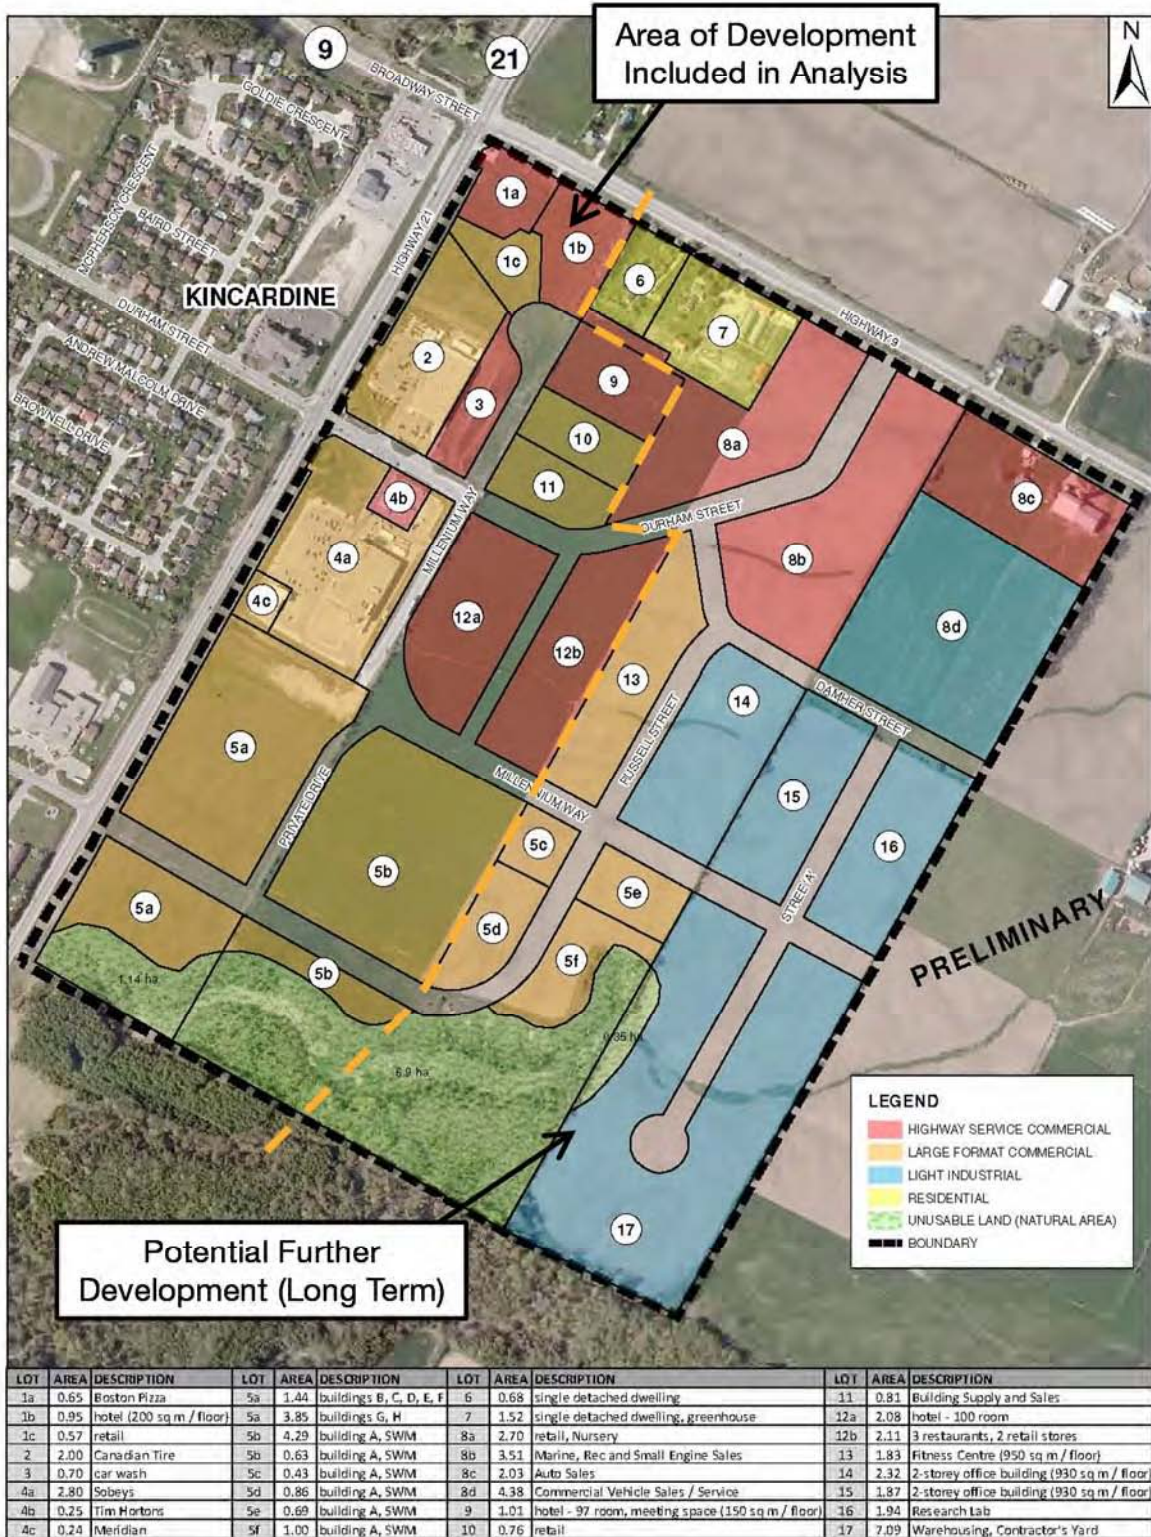 Area of Development
Included in Analysis
N
9
21
BROADWAY STREET
GOLDIE CRESCENT
MCPHERSON CRESCENT
BAIRD STREET
HIGHWAY 21
KINCARDINE
DURHAM STREET
ANDREW MALCOLM DRIVE
BROWNELL DRIVE
1a
1b
1c
6
7
HIGHWAY 9
2
3
9
10
11
8a
8b
8c
8d
DURHAM STREET
4b
4a
4c
MILLENIUM WAY
12a
12b
13
14
DAMHER STREET
RUSSELL STREET
5a
PRIVATE DRIVE
MILLENNIUM WAY
15
16
STREE 'A'
5b
5c
5d
5e
5f
5a
5b
PRELIMINARY
1.14 ha
6.9 ha
0.35 ha
17
LEGEND
HIGHWAY SERVICE COMMERCIAL
LARGE FORMAT COMMERCIAL
LIGHT INDUSTRIAL
RESIDENTIAL
UNUSABLE LAND (NATURAL AREA)
BOUNDARY
Potential Further
Development (Long Term)
LOT AREA DESCRIPTION LOT AREA DESCRIPTION LOT AREA DESCRIPTION LOT AREA DESCRIPTION
1a 0.65 Boston Pizza 5a 1.44 buildings B, C, D, E, F 6 0.68 single detached dwelling 11 0.81 Building Supply and Sales
1b 0.95 hotel (200 sq m / floor) 5a 3.85 buildings G, H 7 1.52 single detached dwelling, greenhouse 12a 2.08 hotel - 100 room
1c 0.57 retail 5b 4.29 building A, SWM 8a 2.70 retail, Nursery 12b 2.11 3 restaurants, 2 retail stores
2 2.00 Canadian Tire 5b 0.63 building A, SWM 8b 3.51 Marine, Rec and Small Engine Sales 13 1.83 Fitness Centre (950 sq m / floor)
3 0.70 car wash 5c 0.43 building A, SWM 8c 2.03 Auto Sales 14 2.32 2-storey office building (930 sq m / floor)
4a 2.80 Sobeys 5d 0.86 building A, SWM 8d 4.38 Commercial Vehicle Sales / Service 15 1.87 2-storey office building (930 sq m / floor)
4b 0.25 Tim Hortons 5e 0.69 building A, SWM 9 1.01 hotel - 97 room, meeting space (150 sq m / floor) 16 1.94 Research Lab
4c 0.24 Meridian 5f 1.00 building A, SWM 10 0.76 retail 17 7.09 Warehousing, Contractor's Yard